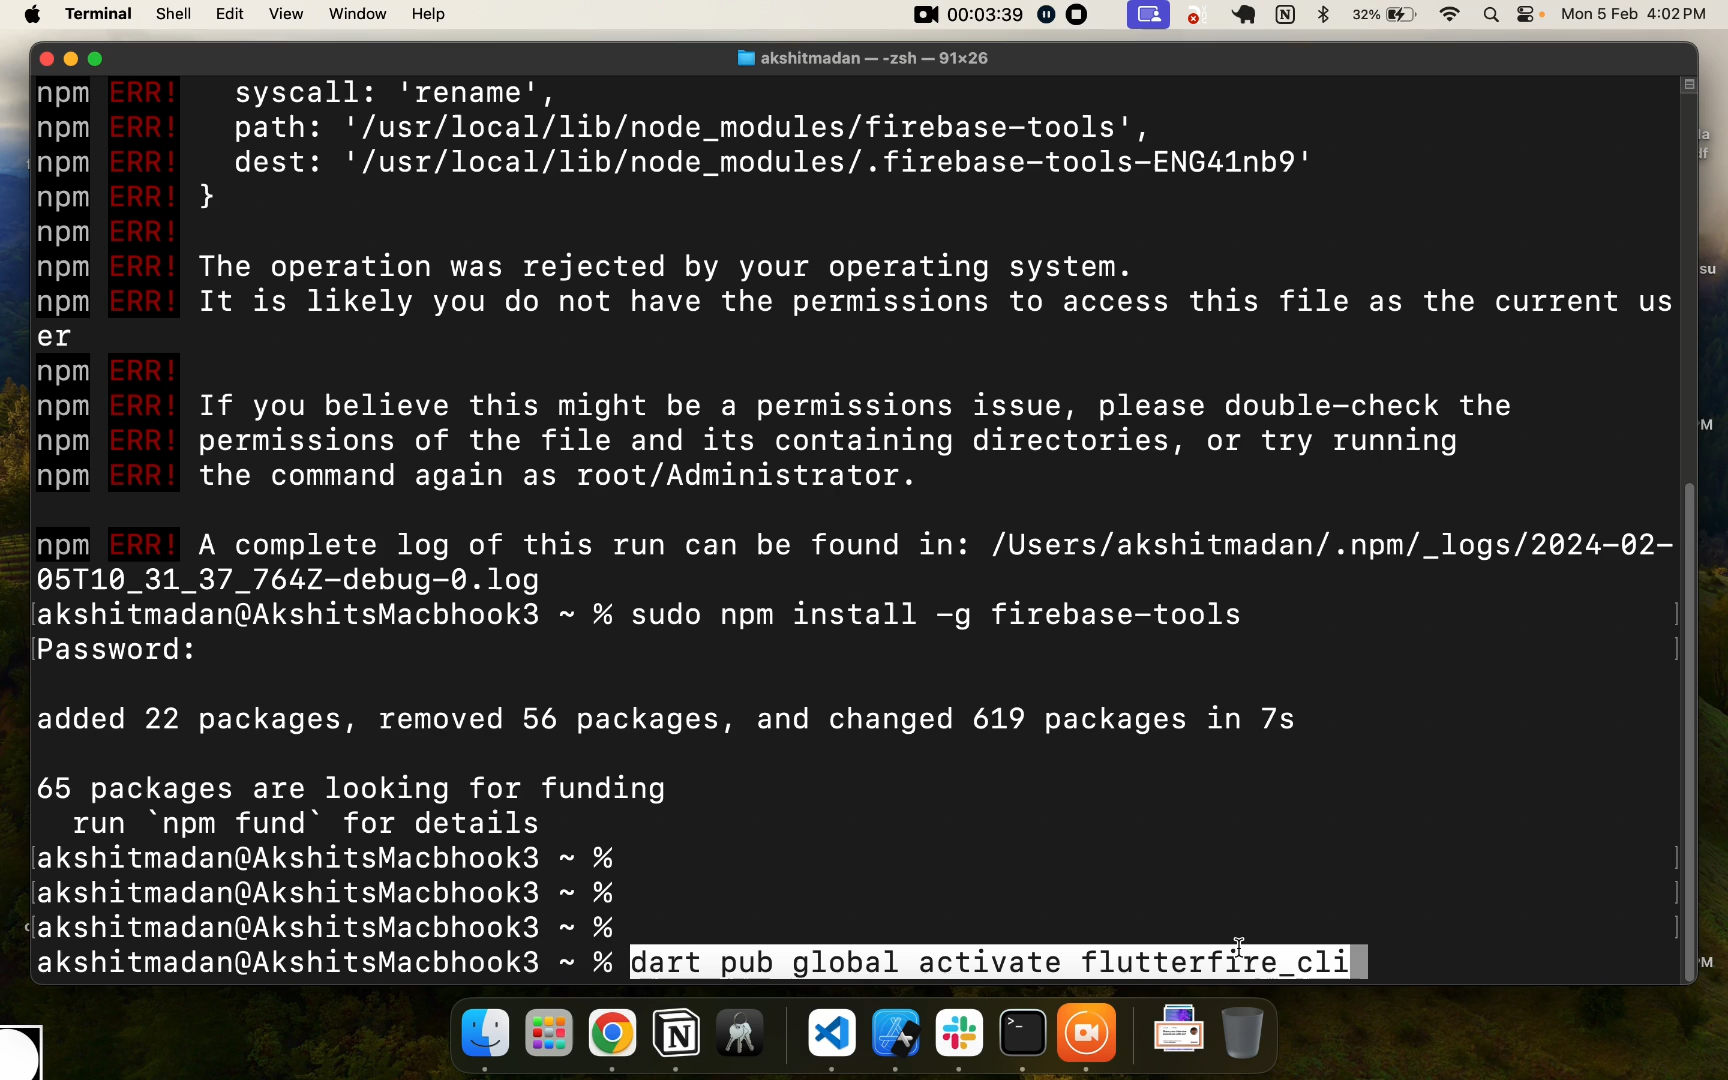 Terminal Shell Edit View Window Help 00:03:39 N 32% Mon 5 Feb 4:02 PM
akshitmadan — -zsh — 91×26
npm ERR!   syscall: 'rename',
npm ERR!   path: '/usr/local/lib/node_modules/firebase-tools',
npm ERR!   dest: '/usr/local/lib/node_modules/.firebase-tools-ENG41nb9'
npm ERR! }
npm ERR!
npm ERR! The operation was rejected by your operating system.
npm ERR! It is likely you do not have the permissions to access this file as the current us
er
npm ERR!
npm ERR! If you believe this might be a permissions issue, please double-check the
npm ERR! permissions of the file and its containing directories, or try running
npm ERR! the command again as root/Administrator.
npm ERR! A complete log of this run can be found in: /Users/akshitmadan/.npm/_logs/2024-02-
05T10_31_37_764Z-debug-0.log
[akshitmadan@AkshitsMacbhook3 ~ % sudo npm install -g firebase-tools ]
[Password: ]
added 22 packages, removed 56 packages, and changed 619 packages in 7s
65 packages are looking for funding
  run `npm fund` for details
[akshitmadan@AkshitsMacbhook3 ~ % ]
[akshitmadan@AkshitsMacbhook3 ~ % ]
[akshitmadan@AkshitsMacbhook3 ~ % ]
akshitmadan@AkshitsMacbhook3 ~ % dart pub global activate flutterfire_cli